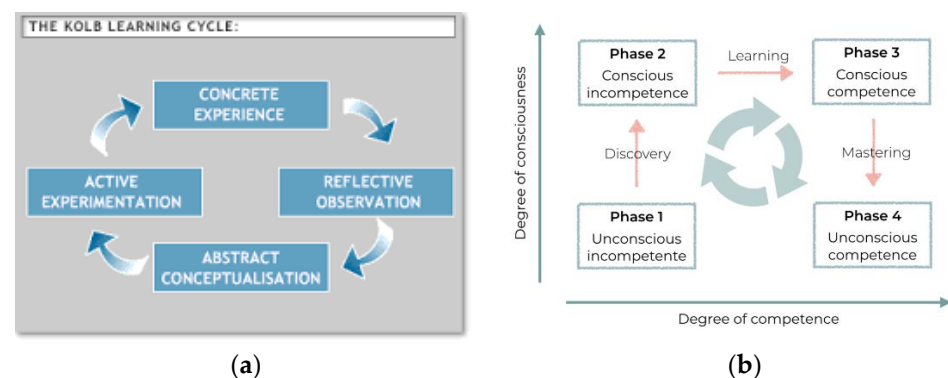 THE KOLB LEARNING CYCLE:
CONCRETE
EXPERIENCE
ACTIVE
EXPERIMENTATION
REFLECTIVE
OBSERVATION
ABSTRACT
CONCEPTUALISATION
(a)
Degree of consciousness
Phase 2
Conscious
incompetence
Learning
Phase 3
Conscious
competence
Discovery
Mastering
Phase 1
Unconscious
incompetente
Phase 4
Unconscious
competence
Degree of competence
(b)